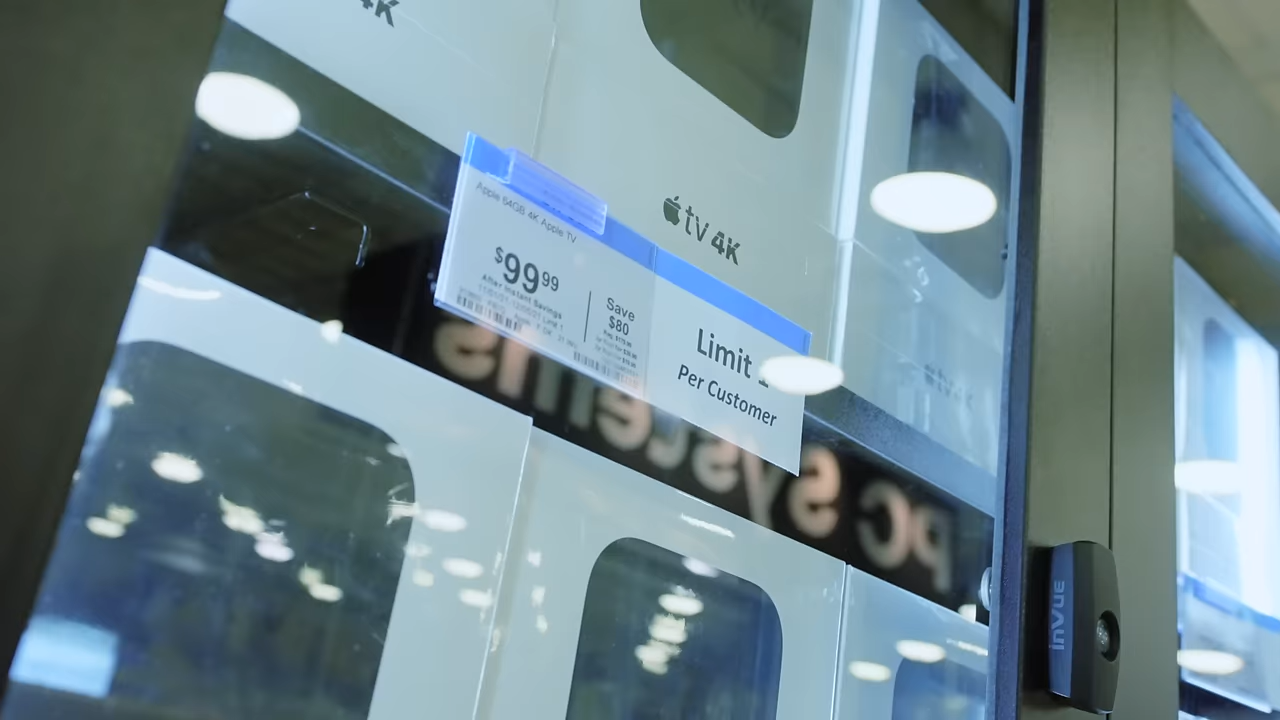 4K
tv 4K
Apple 64GB 4K Apple TV
$99.99
After Instant Savings
Save
$80
Limit 1
Per Customer
PC systems
inVue